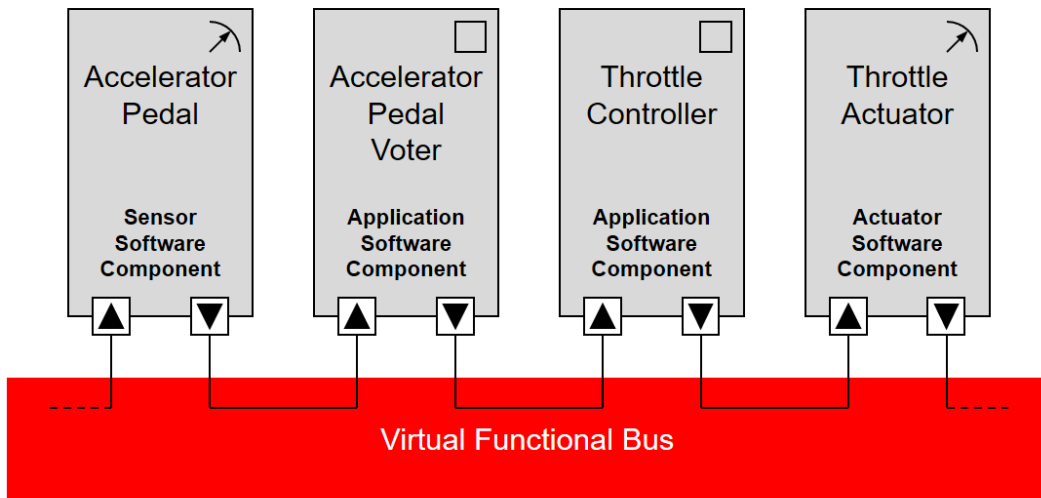 Accelerator
Pedal
Sensor
Software
Component
Accelerator
Pedal
Voter
Application
Software
Component
Throttle
Controller
Application
Software
Component
Throttle
Actuator
Actuator
Software
Component
Virtual Functional Bus